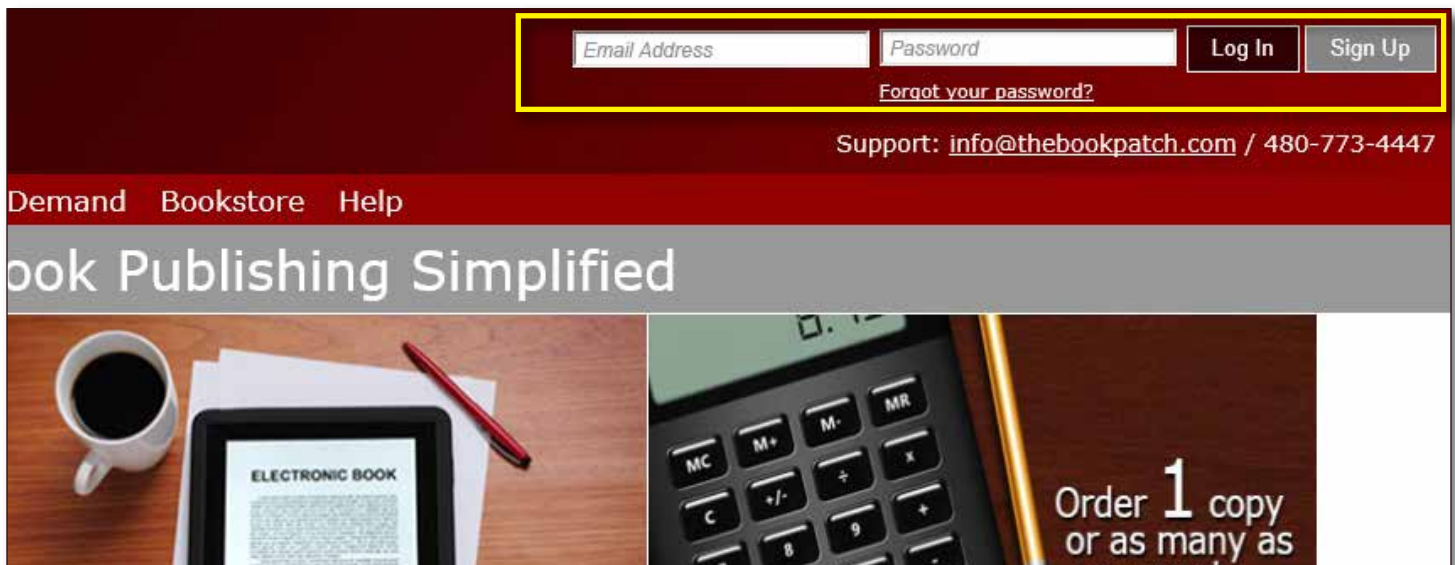 Email Address Password Log In Sign Up
Forgot your password?
Support: info@thebookpatch.com / 480-773-4447
Demand Bookstore Help
ook Publishing Simplified
ELECTRONIC BOOK
MC M+ M- MR
C +/- ÷ x
8 9 +
Order 1 copy
or as many as